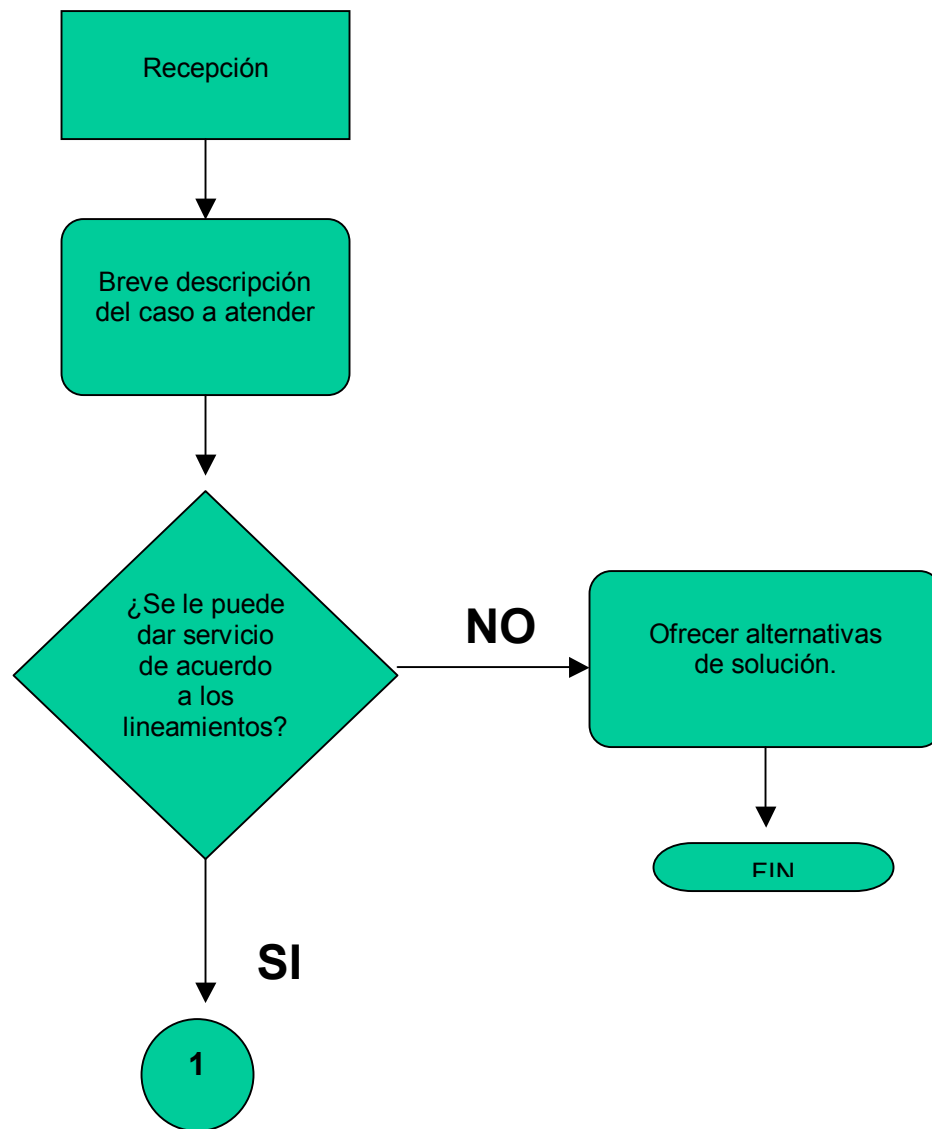 Recepción
Breve descripción
del caso a atender
¿Se le puede
dar servicio
de acuerdo
a los
lineamientos?
NO
Ofrecer alternativas
de solución.
FIN
SI
1